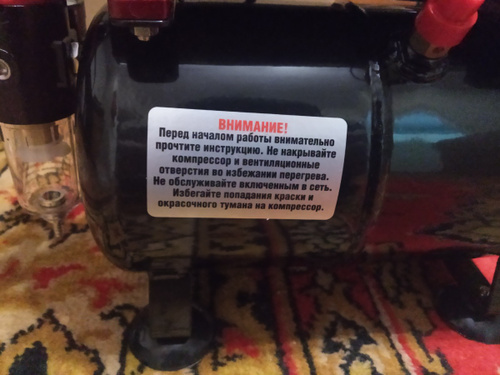 ВНИМАНИЕ!
Перед началом работы внимательно
прочтите инструкцию. Не накрывайте
компрессор и вентиляционные
отверстия во избежании перегрева.
Не обслуживайте включенным в сеть.
Избегайте попадания краски и
окрасочного тумана на компрессор.